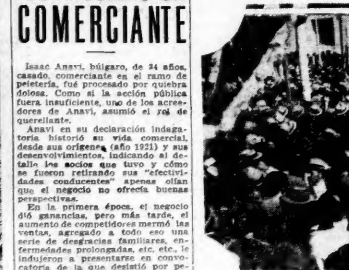 COMERCIANTE
Isaac Anavi, búlgaro, de 34 años,
casado, comerciante en el ramo de
peletería, fué procesado por quiebra
dolosa. Como si la acción pública
fuera insuficiente, uno de los acree-
dores de Anavi, asumió el rol de
querellante.
Anavi en su declaración indaga-
toria historió su vida comercial,
desde sus orígenes (año 1921) y sus
desenvolvimientos, indicando al de-
talle los socios que tuvo y cómo
se fueron retirando sus "efectivi-
dades conducentes" apenas olían
que el negocio no ofrecía buenas
perspectivas.
En la primera época, el negocio
dió ganancias, pero más tarde, el
aumento de competidores mermó las
ventas, agregado a todo eso una
serie de desgracias familiares, en-
fermedades prolongadas, etc. etc., le
indujeron a presentarse en convo-
catoria de la que desistió por pe-